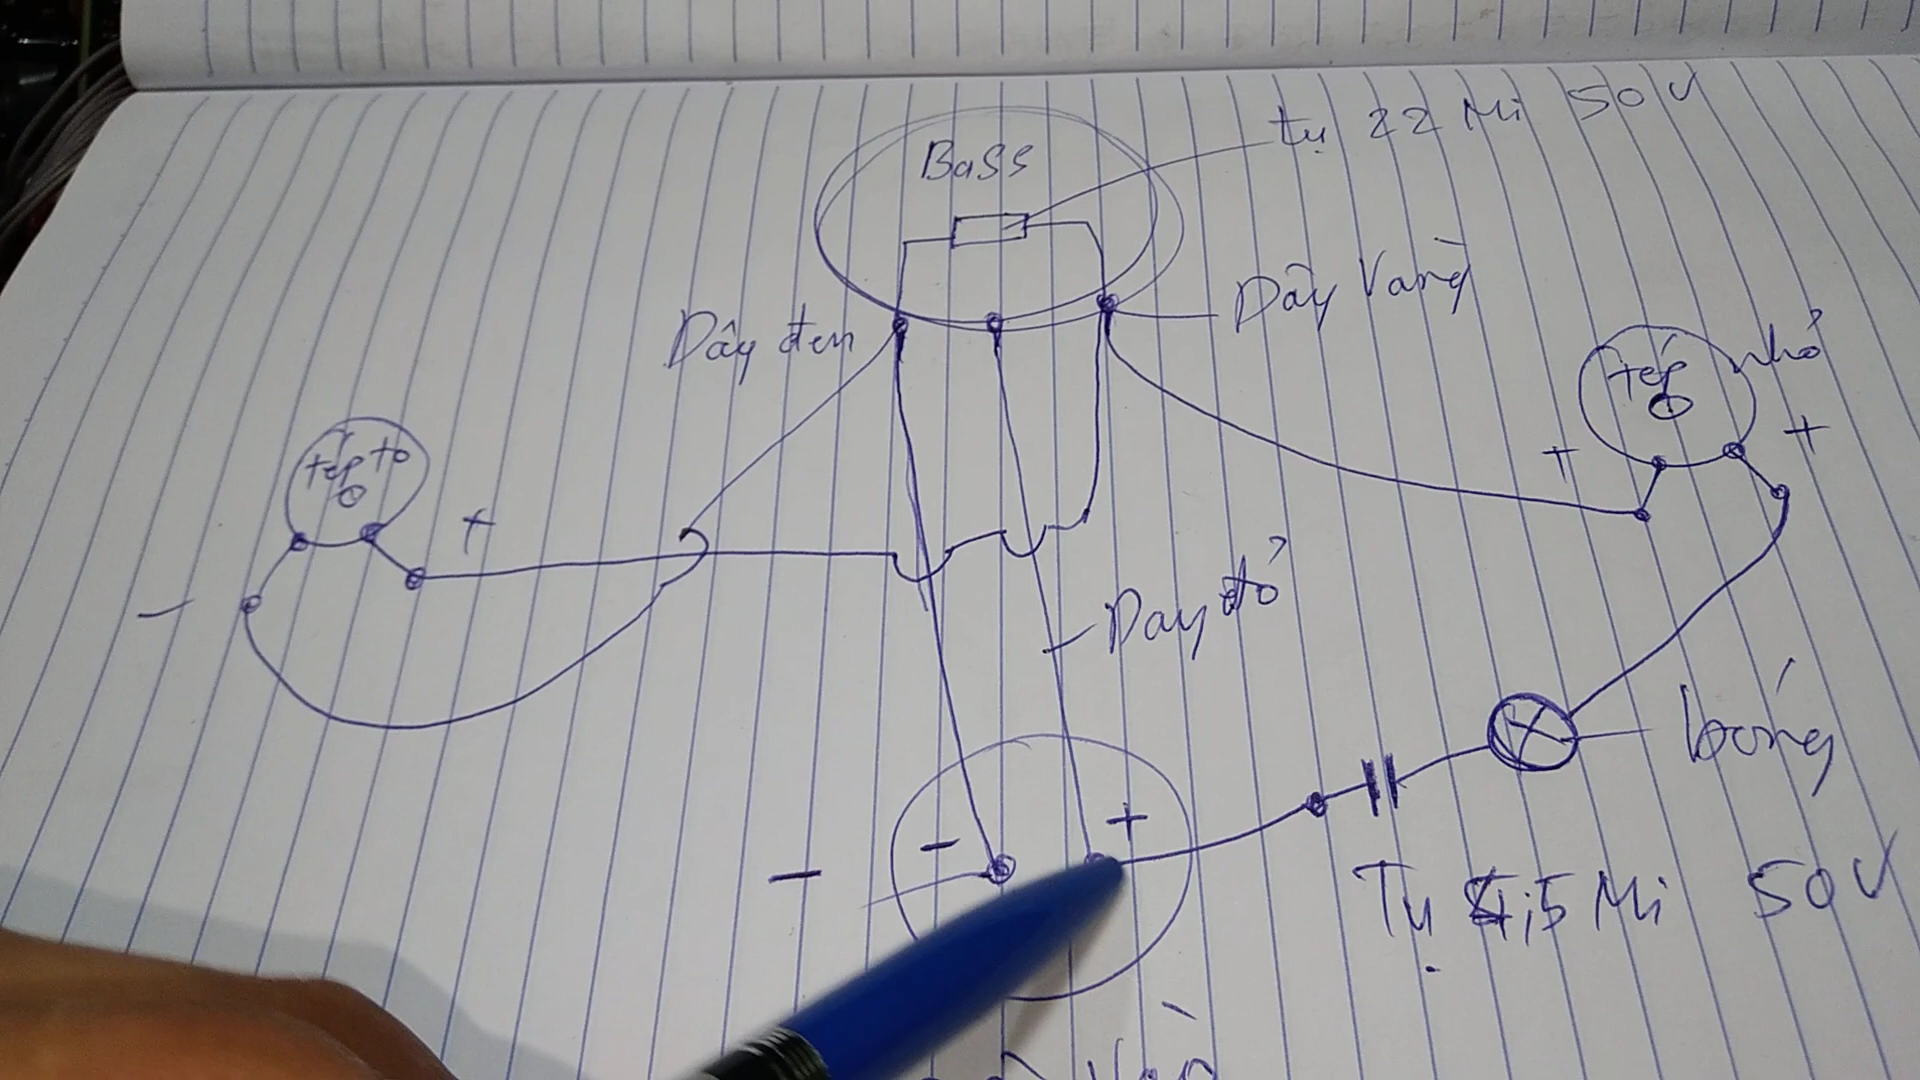 Bass
tụ 22 Mi 50V
Dây đen
Dây Vàng
tép nhỏ
+
+
tép to
+
-
Day đỏ
bóng
-
+
-
Tụ 4,5 Mi 50V